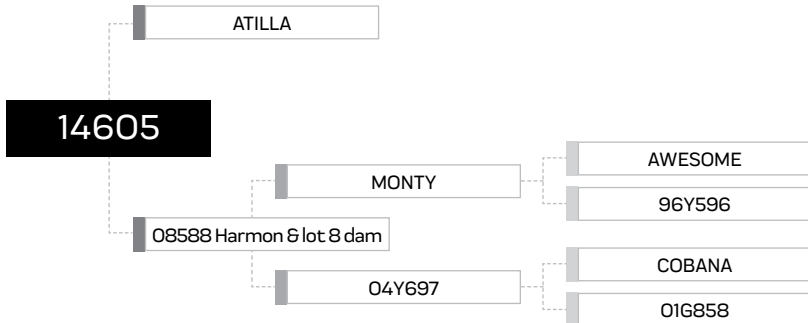 ATILLA
14605
AWESOME
MONTY
96Y596
08588 Harmon & lot 8 dam
COBANA
04Y697
01G858